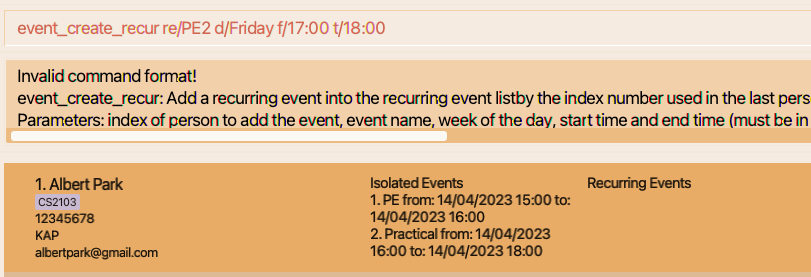 event_create_recur re/PE2 d/Friday f/17:00 t/18:00
Invalid command format!
event_create_recur: Add a recurring event into the recurring event listby the index number used in the last pers
Parameters: index of person to add the event, event name, week of the day, start time and end time (must be in
1. Albert Park
CS2103
12345678
KAP
albertpark@gmail.com
Isolated Events
1. PE from: 14/04/2023 15:00 to:
14/04/2023 16:00
2. Practical from: 14/04/2023
16:00 to: 14/04/2023 18:00
Recurring Events